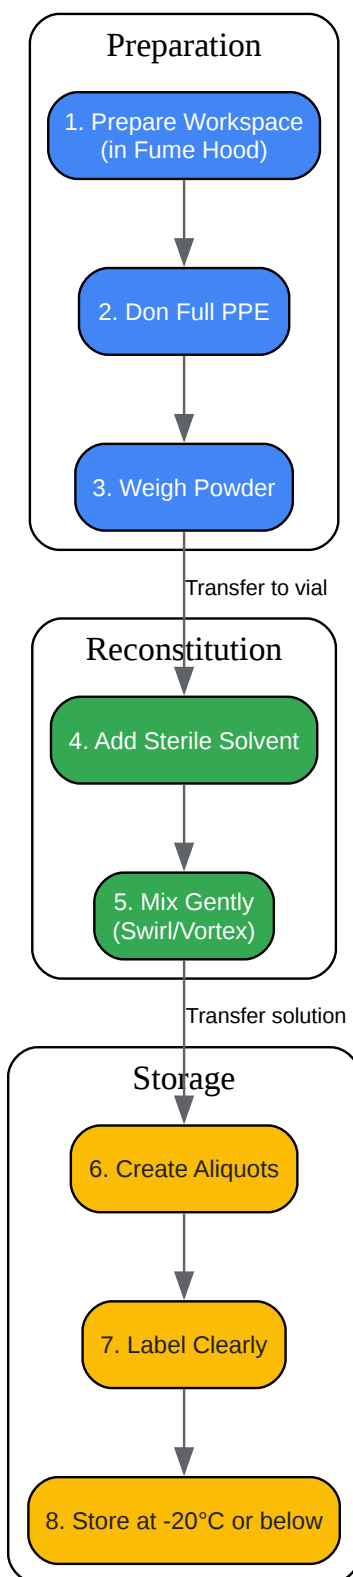 Preparation
1. Prepare Workspace
(in Fume Hood)
2. Don Full PPE
3. Weigh Powder
Transfer to vial
Reconstitution
4. Add Sterile Solvent
5. Mix Gently
(Swirl/Vortex)
Transfer solution
Storage
6. Create Aliquots
7. Label Clearly
8. Store at -20°C or below